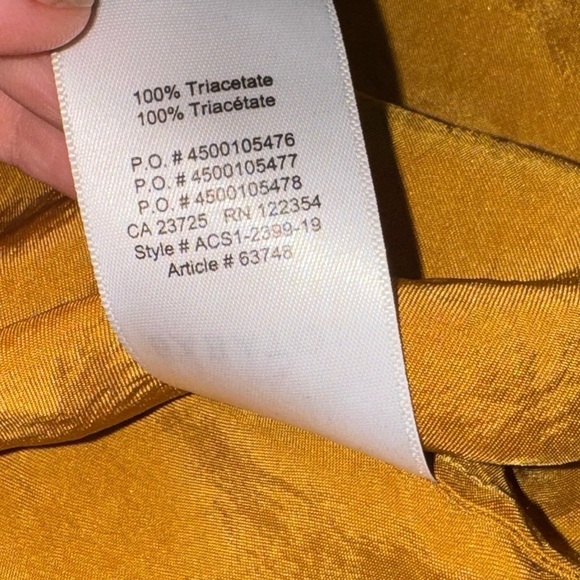 100% Triacetate
100% Triacétate
P.O. # 4500105476
P.O. # 4500105477
P.O. # 4500105478
CA 23725 RN 122354
Style # ACS1-2399-19
Article # 63748